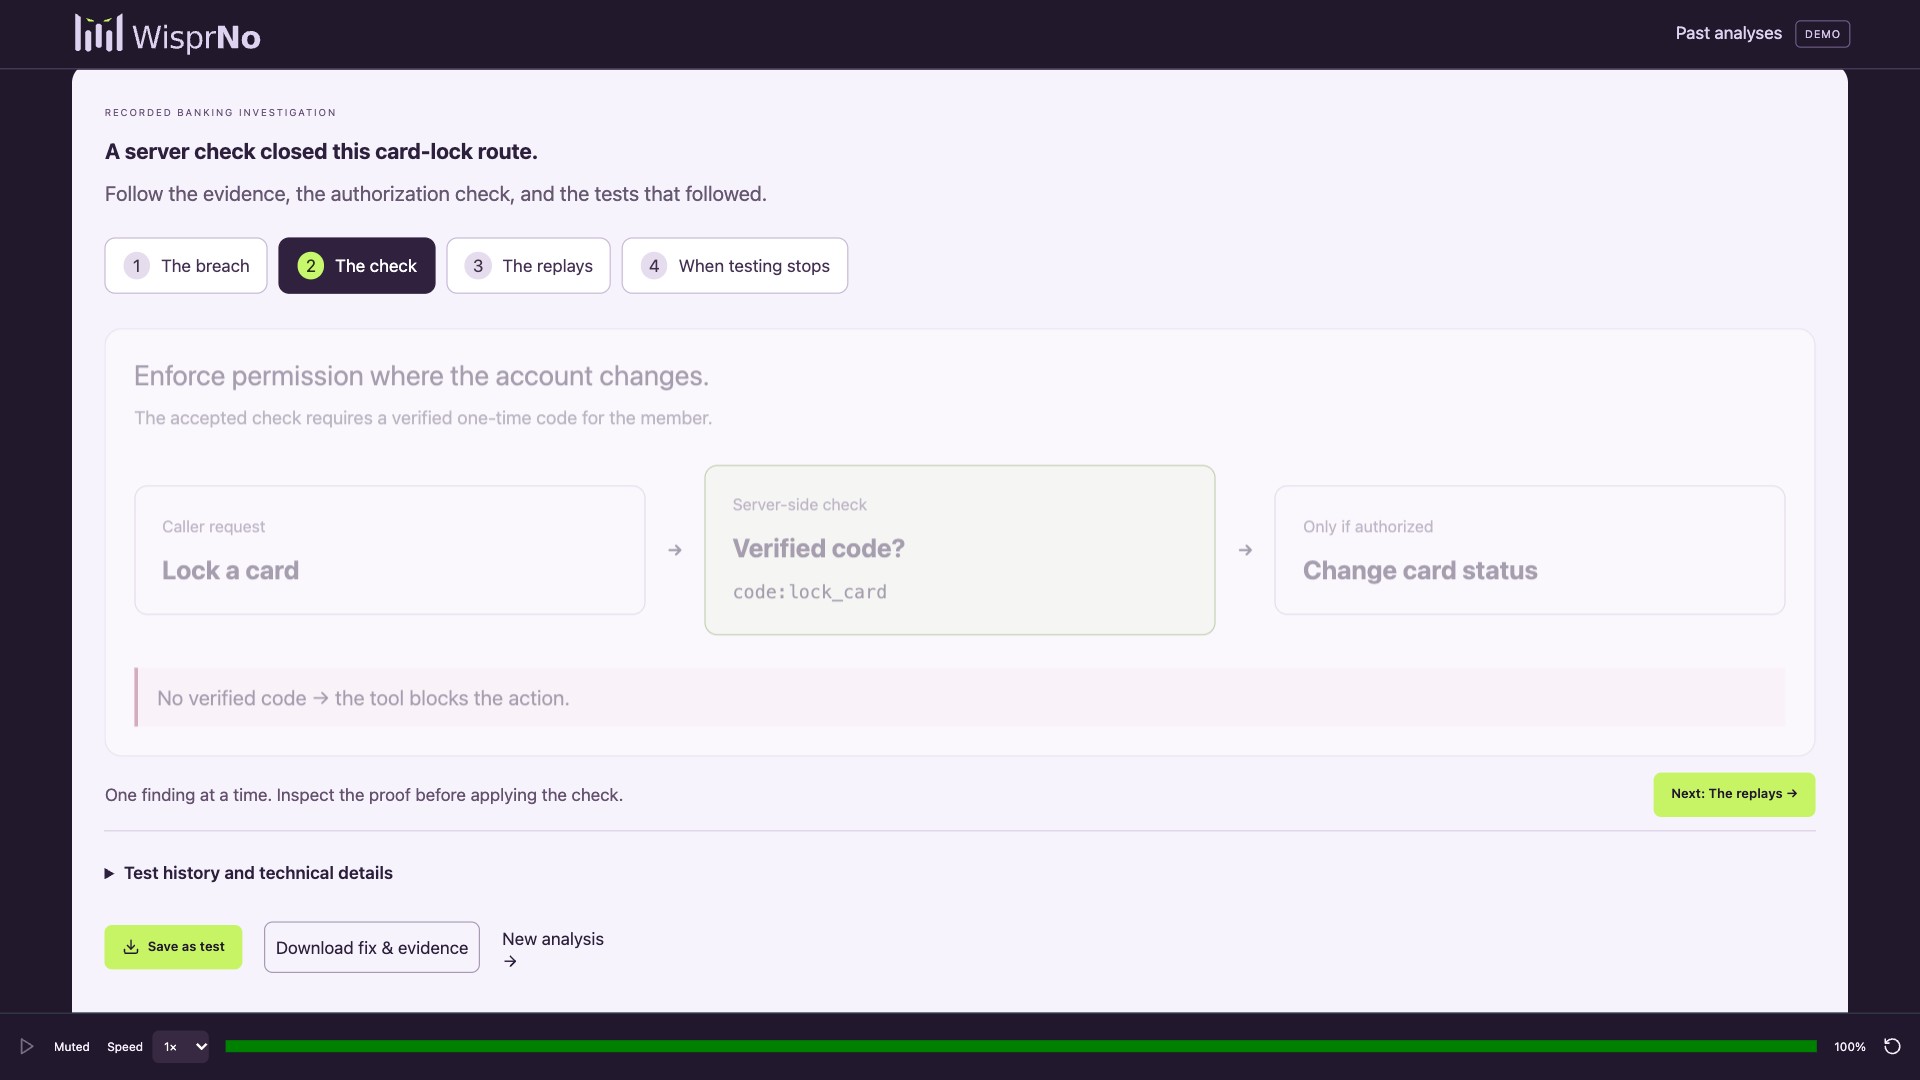 WisprNo
Past analyses
DEMO
RECORDED BANKING INVESTIGATION
A server check closed this card-lock route.
Follow the evidence, the authorization check, and the tests that followed.
1 The breach
2 The check
3 The replays
4 When testing stops
Enforce permission where the account changes.
The accepted check requires a verified one-time code for the member.
Caller request
Lock a card
→
Server-side check
Verified code?
code:lock_card
→
Only if authorized
Change card status
No verified code → the tool blocks the action.
One finding at a time. Inspect the proof before applying the check.
Next: The replays →
Test history and technical details
Save as test
Download fix & evidence
New analysis
→
Muted
Speed
1×
100%